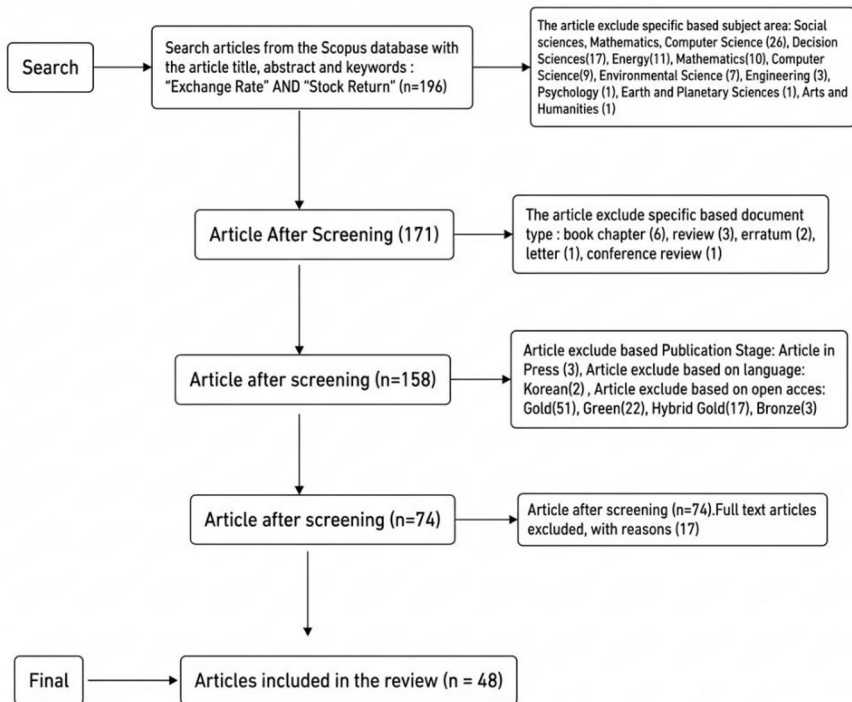 Search
Search articles from the Scopus database with
the article title, abstract and keywords :
“Exchange Rate” AND “Stock Return” (n=196)
The article exclude specific based subject area: Social
sciences, Mathematics, Computer Science (26), Decision
Sciences(17), Energy(11), Mathematics(10), Computer
Science(9), Environmental Science (7), Engineering (3),
Psychology (1), Earth and Planetary Sciences (1), Arts and
Humanities (1)
Article After Screening (171)
The article exclude specific based document
type : book chapter (6), review (3), erratum (2),
letter (1), conference review (1)
Article after screening (n=158)
Article exclude based Publication Stage: Article in
Press (3), Article exclude based on language:
Korean(2) , Article exclude based on open acces:
Gold(51), Green(22), Hybrid Gold(17), Bronze(3)
Article after screening (n=74)
Article after screening (n=74).Full text articles
excluded, with reasons (17)
Final
Articles included in the review (n = 48)